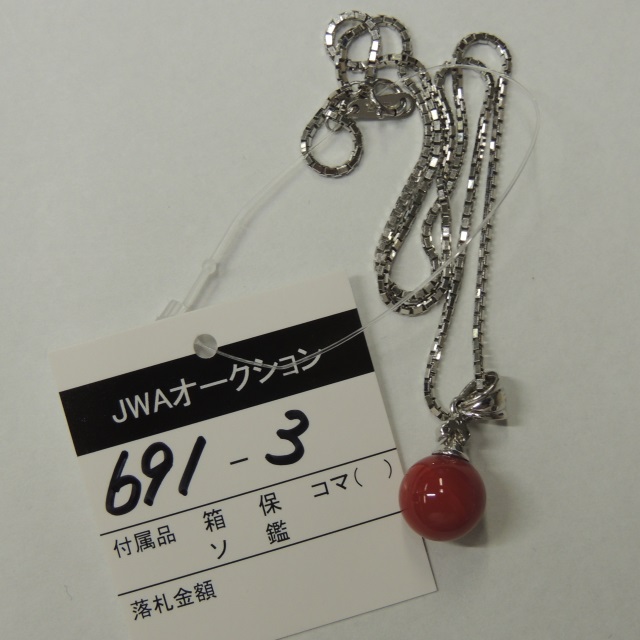 JWAオークション
691-3
付属品 箱 保 コマ( )
ソ 鑑
落札金額